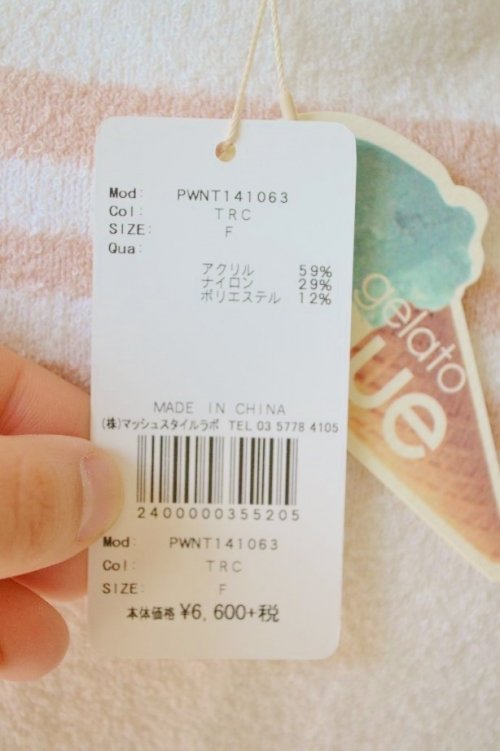 Mod: PWNT141063
Col: TRC
SIZE: F
Qua:
アクリル 59%
ナイロン 29%
ポリエステル 12%
MADE IN CHINA
(株)マッシュスタイルラボ TEL 03 5778 4105
2400000355205
Mod: PWNT141063
Col: TRC
SIZE: F
本体価格 ¥6,600+税
gelato
ue